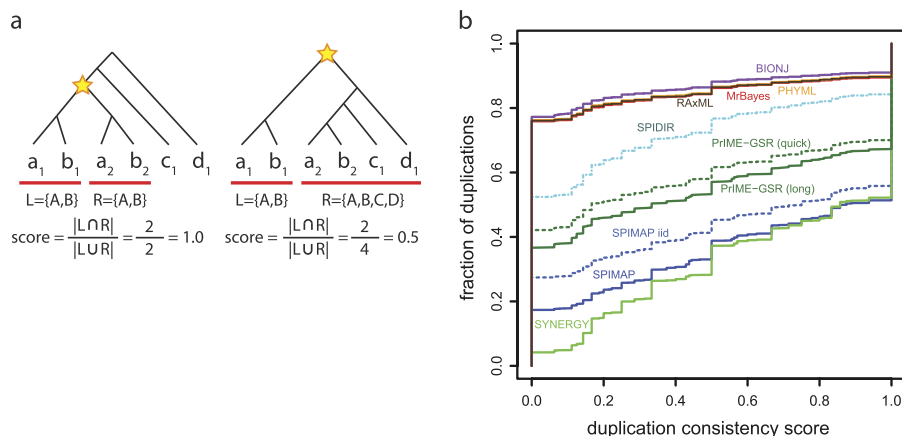 a
a1 b1 a2 b2 c1 d1
L={A,B} R={A,B}
score= |L∩R| / |L∪R| = 2 / 2 =1.0
a1 b1 a2 b2 c1 d1
L={A,B} R={A,B,C,D}
score= |L∩R| / |L∪R| = 2 / 4 =0.5
b
fraction of duplications
1.0
0.8
0.6
0.4
0.2
0.0
BIONJ
PHYML
MrBayes
RAxML
SPIDIR
PrIME-GSR (quick)
PrIME-GSR (long)
SPIMAP iid
SPIMAP
SYNERGY
0.0 0.2 0.4 0.6 0.8 1.0
duplication consistency score